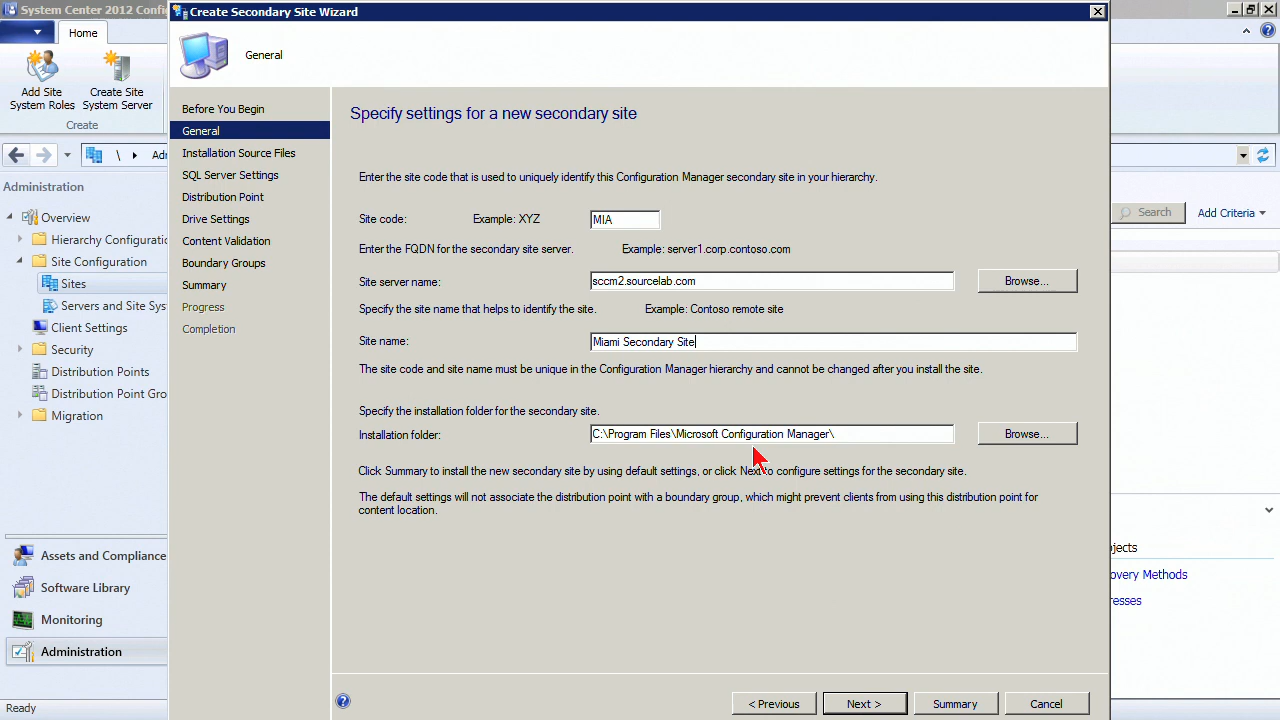 System Center 2012 Confi
Create Secondary Site Wizard
Home
General
Add Site
System Roles
Create Site
System Server
Create
\
Adr
Administration
Overview
Hierarchy Configuratio
Site Configuration
Sites
Servers and Site Sys
Client Settings
Security
Distribution Points
Distribution Point Gro
Migration
Assets and Compliance
Software Library
Monitoring
Administration
Ready
Before You Begin
General
Installation Source Files
SQL Server Settings
Distribution Point
Drive Settings
Content Validation
Boundary Groups
Summary
Progress
Completion
Specify settings for a new secondary site
Enter the site code that is used to uniquely identify this Configuration Manager secondary site in your hierarchy.
Site code: Example: XYZ MIA
Enter the FQDN for the secondary site server. Example: server1.corp.contoso.com
Site server name: sccm2.sourcelab.com Browse...
Specify the site name that helps to identify the site. Example: Contoso remote site
Site name: Miami Secondary Site
The site code and site name must be unique in the Configuration Manager hierarchy and cannot be changed after you install the site.
Specify the installation folder for the secondary site.
Installation folder: C:\Program Files\Microsoft Configuration Manager\ Browse...
Click Summary to install the new secondary site by using default settings, or click Next to configure settings for the secondary site.
The default settings will not associate the distribution point with a boundary group, which might prevent clients from using this distribution point for
content location.
< Previous Next > Summary Cancel
Search Add Criteria
jects
overy Methods
resses